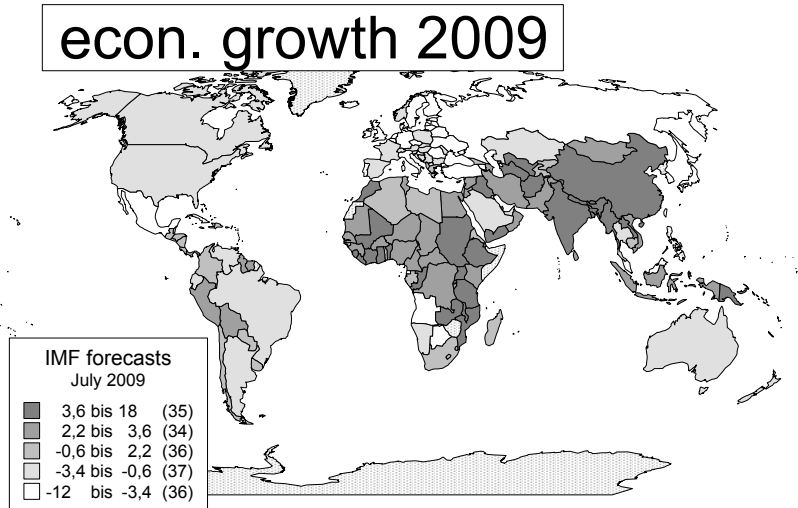 econ. growth 2009
IMF forecasts
July 2009
3,6 bis 18 (35)
2,2 bis 3,6 (34)
-0,6 bis 2,2 (36)
-3,4 bis -0,6 (37)
-12 bis -3,4 (36)